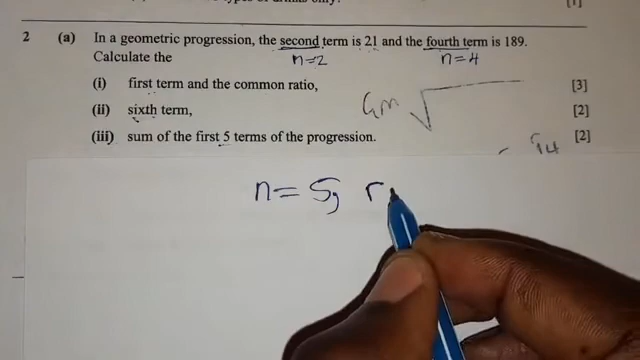 [1]
2 (a) In a geometric progression, the second term is 21 and the fourth term is 189.
Calculate the n=2 n=4
(i) first term and the common ratio, [3]
Gm √
(ii) sixth term, [2]
(iii) sum of the first 5 terms of the progression. [2]
n = 5, r